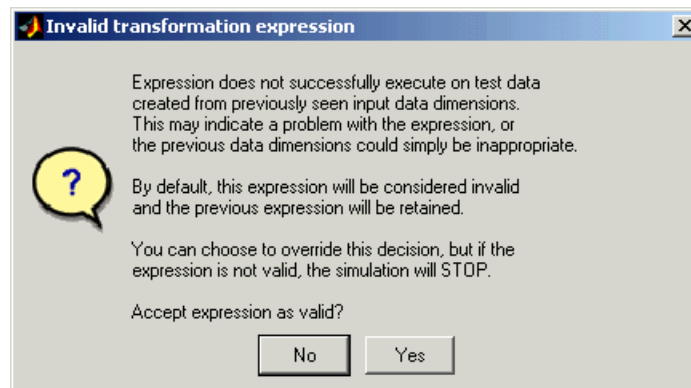 Invalid transformation expression
Expression does not successfully execute on test data
created from previously seen input data dimensions.
This may indicate a problem with the expression, or
the previous data dimensions could simply be inappropriate.
By default, this expression will be considered invalid
and the previous expression will be retained.
You can choose to override this decision, but if the
expression is not valid, the simulation will STOP.
Accept expression as valid?
No Yes